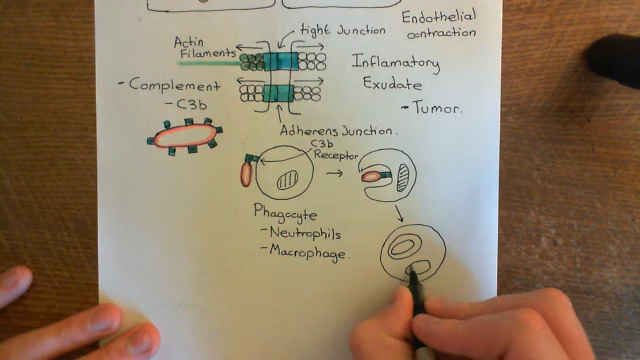 tight Junction
Endothelial
contraction
Actin
Filaments
Inflamatory
Exudate
- Tumor.
- Complement
- C3b
Adherens Junction.
C3b
Receptor
Phagocyte
- Neutrophils
- Macrophage.